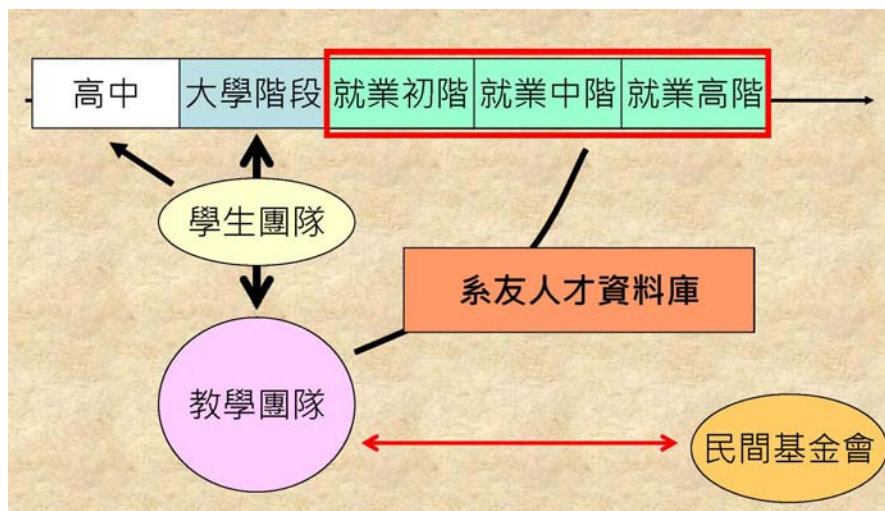 高中 大學階段 就業初階 就業中階 就業高階
學生團隊
系友人才資料庫
教學團隊
民間基金會